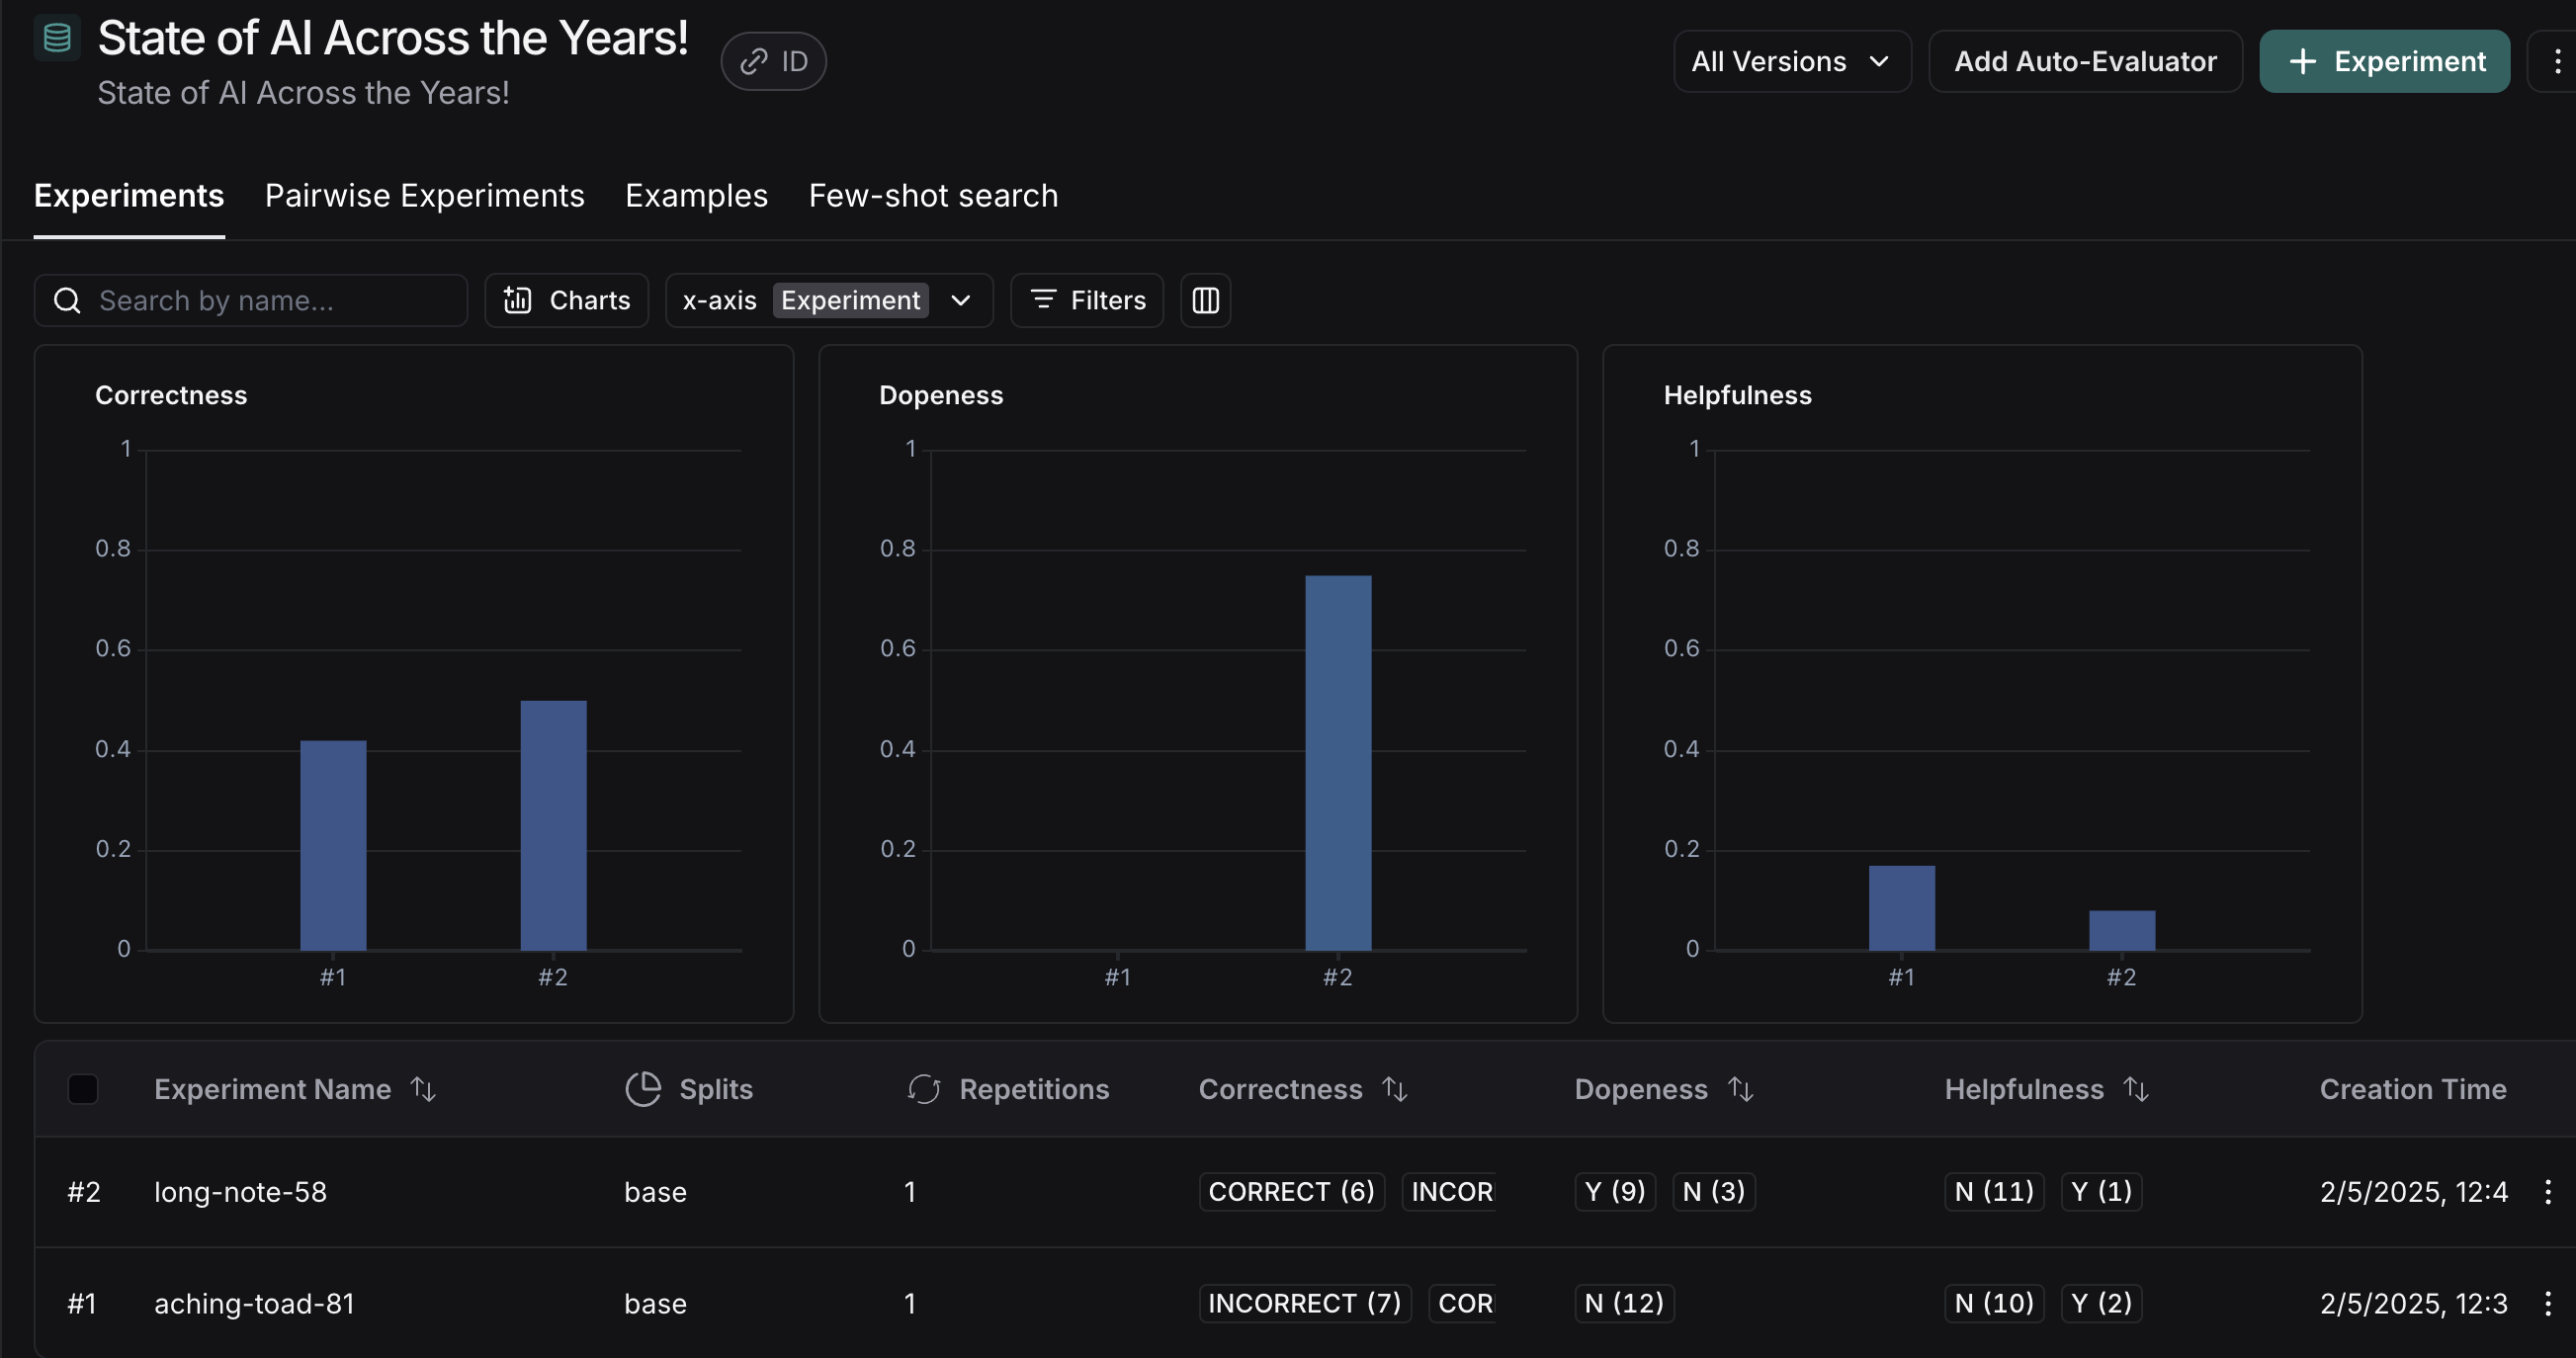 State of AI Across the Years!
ID
State of AI Across the Years!
All Versions
Add Auto-Evaluator
+ Experiment
Experiments
Pairwise Experiments
Examples
Few-shot search
Search by name...
Charts
x-axis Experiment
Filters
Correctness
1
0.8
0.6
0.4
0.2
0
#1 #2
Dopeness
1
0.8
0.6
0.4
0.2
0
#1 #2
Helpfulness
1
0.8
0.6
0.4
0.2
0
#1 #2
Experiment Name Splits Repetitions Correctness Dopeness Helpfulness Creation Time
#2 long-note-58 base 1 CORRECT (6) INCOR Y (9) N (3) N (11) Y (1) 2/5/2025, 12:4
#1 aching-toad-81 base 1 INCORRECT (7) COR N (12) N (10) Y (2) 2/5/2025, 12:3